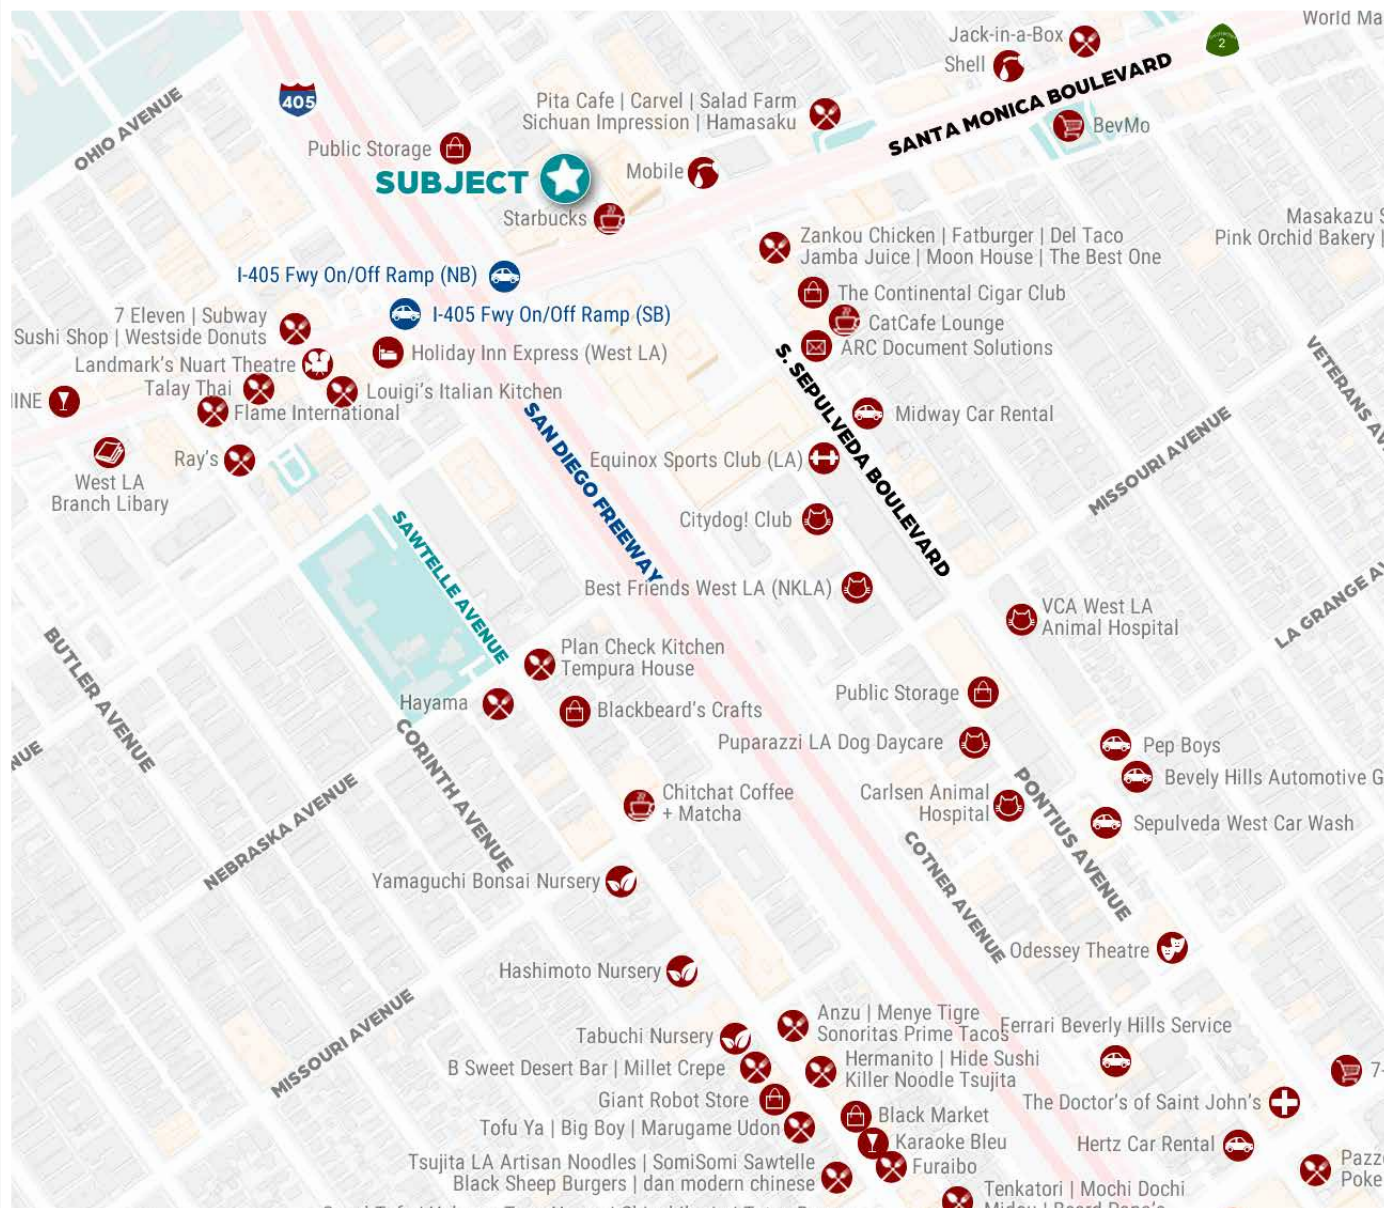 World Ma
Jack-in-a-Box
2
Shell
SANTA MONICA BOULEVARD
405
OHIO AVENUE
Pita Cafe | Carvel | Salad Farm
Sichuan Impression | Hamasaku
BevMo
Public Storage
SUBJECT
Mobile
Starbucks
Masakazu S
Pink Orchid Bakery |
Zankou Chicken | Fatburger | Del Taco
Jamba Juice | Moon House | The Best One
I-405 Fwy On/Off Ramp (NB)
The Continental Cigar Club
I-405 Fwy On/Off Ramp (SB)
7 Eleven | Subway
Sushi Shop | Westside Donuts
CatCafe Lounge
ARC Document Solutions
Holiday Inn Express (West LA)
Landmark's Nuart Theatre
Talay Thai
Louigi's Italian Kitchen
INE
Flame International
S. SEPULVEDA BOULEVARD
VETERANS AV
Midway Car Rental
SAN DIEGO FREEWAY
MISSOURI AVENUE
Ray's
Equinox Sports Club (LA)
West LA
Branch Libary
Citydog! Club
SAWTELLE AVENUE
Best Friends West LA (NKLA)
LA GRANGE AV
VCA West LA
Animal Hospital
BUTLER AVENUE
Plan Check Kitchen
Tempura House
Hayama
Blackbeard's Crafts
Public Storage
Puparazzi LA Dog Daycare
Pep Boys
NUE
CORINTH AVENUE
Bevely Hills Automotive G
NEBRASKA AVENUE
Chitchat Coffee
+ Matcha
Carlsen Animal
Hospital
PONTIUS AVENUE
Sepulveda West Car Wash
COTNER AVENUE
Yamaguchi Bonsai Nursery
Odessey Theatre
Hashimoto Nursery
MISSOURI AVENUE
Anzu | Menye Tigre
Sonoritas Prime Tacos
Ferrari Beverly Hills Service
Tabuchi Nursery
Hermanito | Hide Sushi
Killer Noodle Tsujita
B Sweet Desert Bar | Millet Crepe
7-
Giant Robot Store
The Doctor's of Saint John's
Black Market
Tofu Ya | Big Boy | Marugame Udon
Karaoke Bleu
Hertz Car Rental
Tsujita LA Artisan Noodles | SomiSomi Sawtelle
Black Sheep Burgers | dan modern chinese
Furaibo
Pazz
Poke
Tenkatori | Mochi Dochi